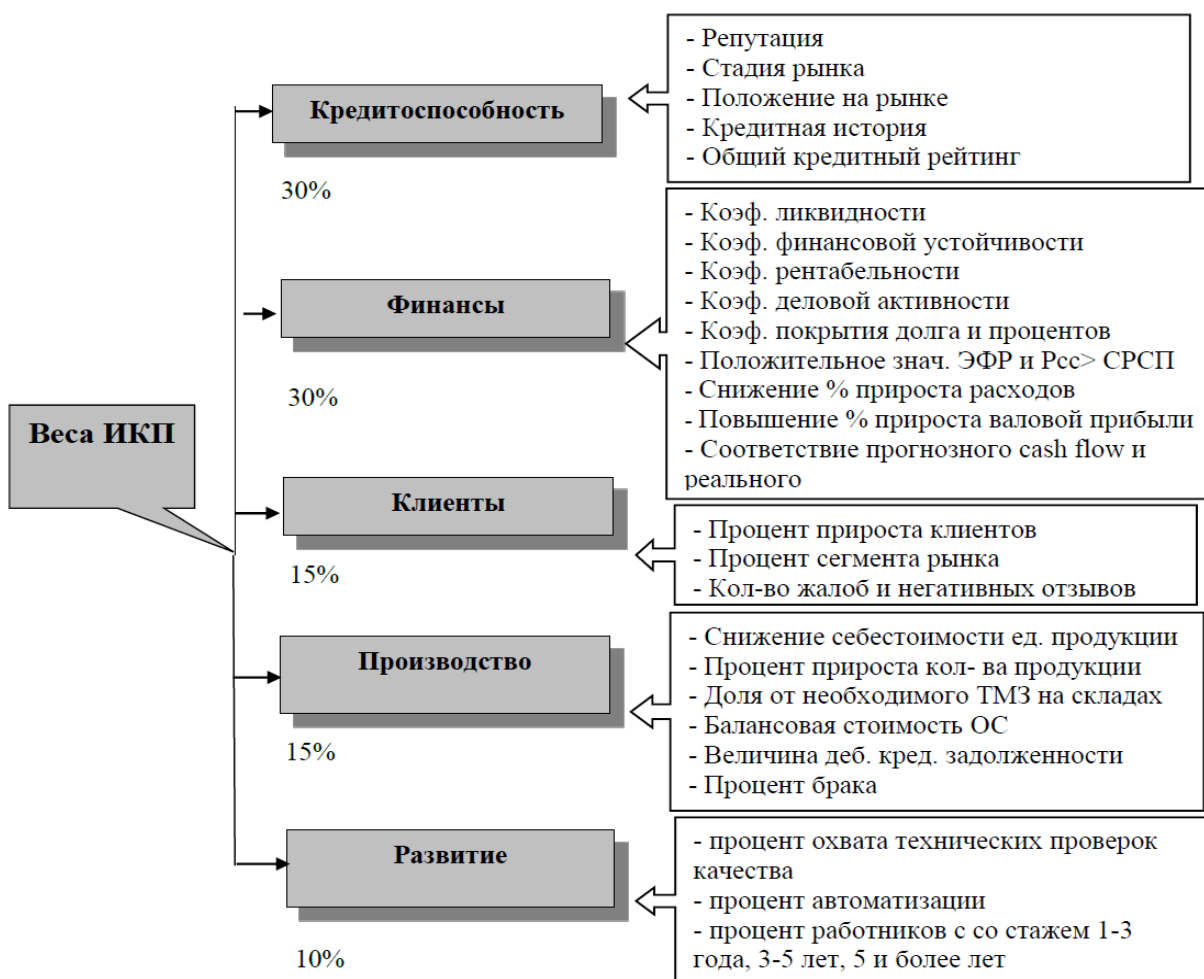 Веса ИКП
Кредитоспособность
30%
- Репутация
- Стадия рынка
- Положение на рынке
- Кредитная история
- Общий кредитный рейтинг
Финансы
30%
- Коэф. ликвидности
- Коэф. финансовой устойчивости
- Коэф. рентабельности
- Коэф. деловой активности
- Коэф. покрытия долга и процентов
- Положительное знач. ЭФР и Рсс> СРСП
- Снижение % прироста расходов
- Повышение % прироста валовой прибыли
- Соответствие прогнозного cash flow и
реального
Клиенты
15%
- Процент прироста клиентов
- Процент сегмента рынка
- Кол-во жалоб и негативных отзывов
Производство
15%
- Снижение себестоимости ед. продукции
- Процент прироста кол- ва продукции
- Доля от необходимого ТМЗ на складах
- Балансовая стоимость ОС
- Величина деб. кред. задолженности
- Процент брака
Развитие
10%
- процент охвата технических проверок
качества
- процент автоматизации
- процент работников с со стажем 1-3
года, 3-5 лет, 5 и более лет